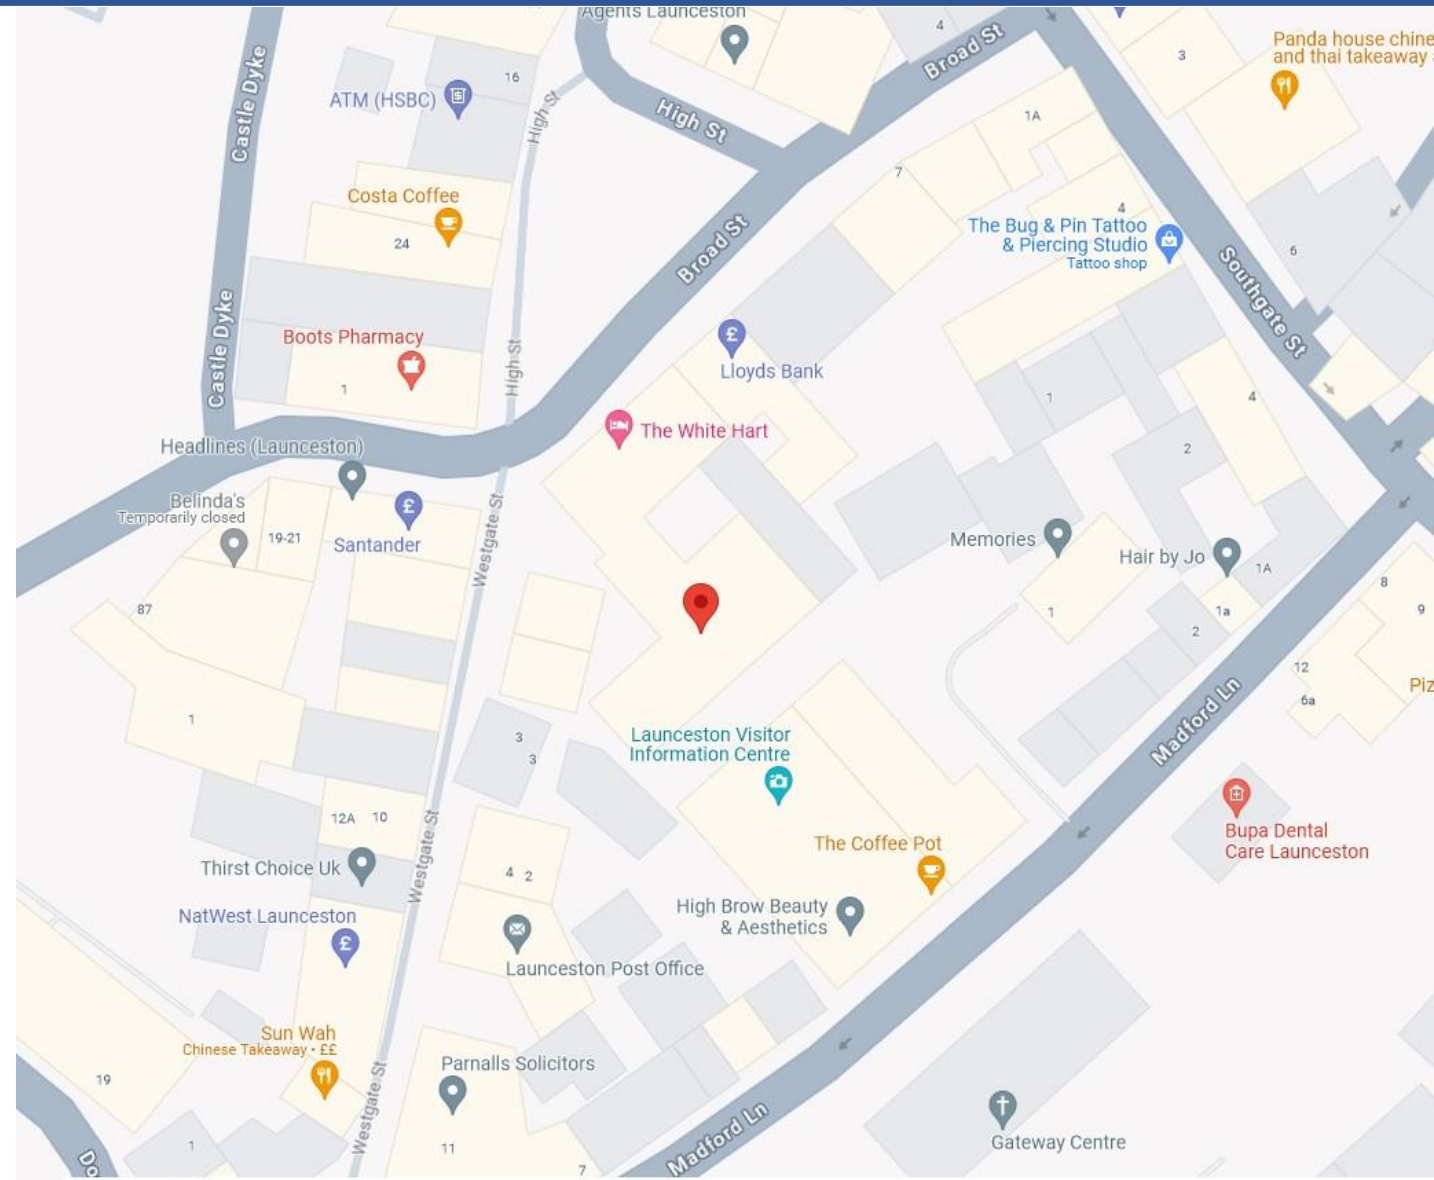 Agents Launceston
4
Broad St
3
Panda house chine
and thai takeaway
Castle Dyke
ATM (HSBC)
16
High St
High St
1A
7
Costa Coffee
24
Broad St
4
The Bug & Pin Tattoo
& Piercing Studio
Tattoo shop
6
Southgate St
Castle Dyke
Boots Pharmacy
1
High St
Lloyds Bank
1
4
The White Hart
2
Headlines (Launceston)
Belinda's
Temporarily closed
19-21
Santander
Westgate St
Memories
Hair by Jo
1A
8
9
87
1
1a
2
12
6a
Piz
1
3
3
Launceston Visitor
Information Centre
Madford Ln
12A
10
The Coffee Pot
Bupa Dental
Care Launceston
Thirst Choice Uk
Westgate St
4
2
NatWest Launceston
High Brow Beauty
& Aesthetics
Launceston Post Office
Sun Wah
Chinese Takeaway · ££
19
Parnalls Solicitors
Westgate St
1
11
7
Madford Ln
Gateway Centre
Do